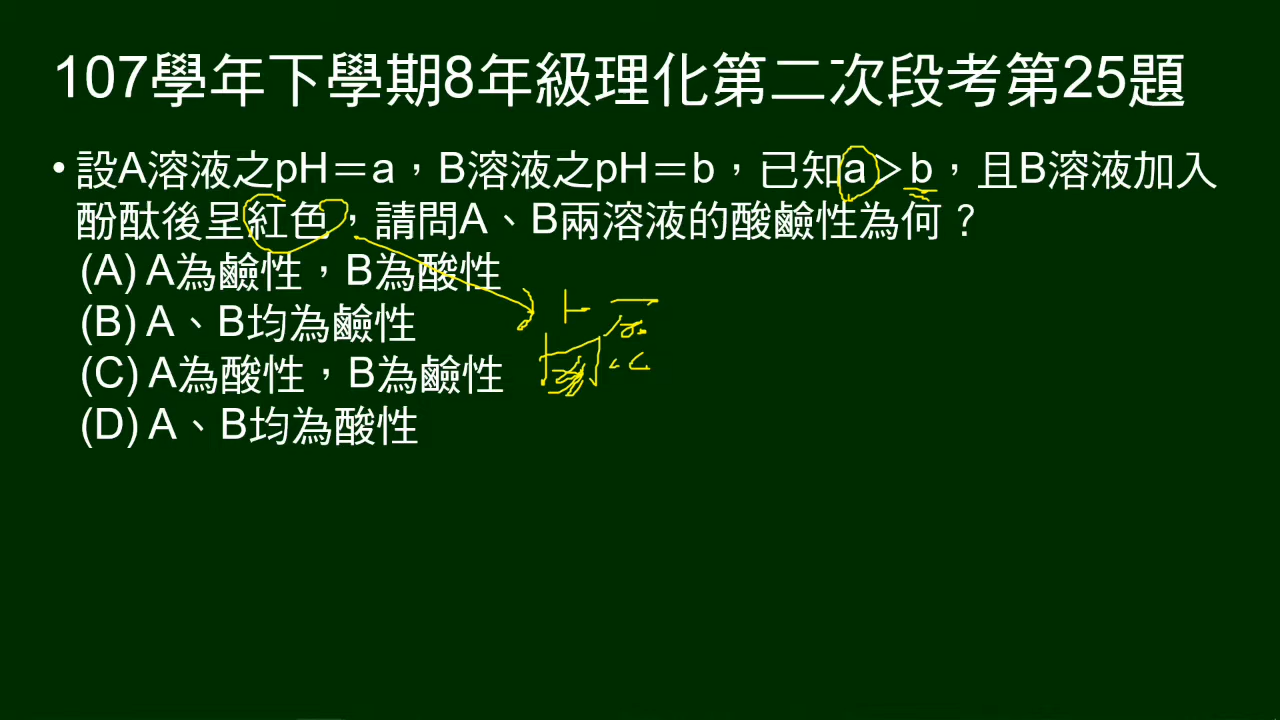 107學年下學期8年級理化第二次段考第25題
• 設A溶液之pH＝a，B溶液之pH＝b，已知a＞b，且B溶液加入
酚酞後呈紅色，請問A、B兩溶液的酸鹼性為何？
(A) A為鹼性，B為酸性
(B) A、B均為鹼性
(C) A為酸性，B為鹼性
(D) A、B均為酸性